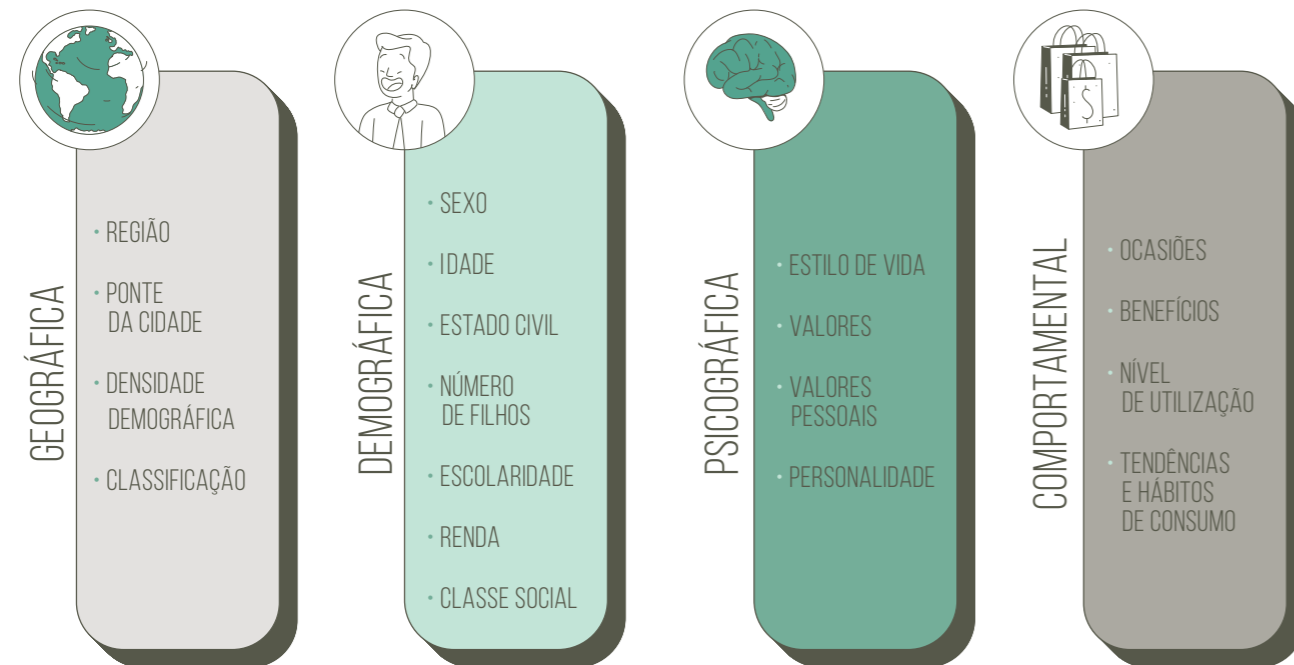 GEOGRÁFICA
· REGIÃO
· PONTE
DA CIDADE
· DENSIDADE
DEMOGRÁFICA
· CLASSIFICAÇÃO
DEMOGRÁFICA
· SEXO
· IDADE
· ESTADO CIVIL
· NÚMERO
DE FILHOS
· ESCOLARIDADE
· RENDA
· CLASSE SOCIAL
PSICOGRÁFICA
· ESTILO DE VIDA
· VALORES
· VALORES
PESSOAIS
· PERSONALIDADE
COMPORTAMENTAL
· OCASIÕES
· BENEFÍCIOS
· NÍVEL
DE UTILIZAÇÃO
· TENDÊNCIAS
E HÁBITOS
DE CONSUMO
$